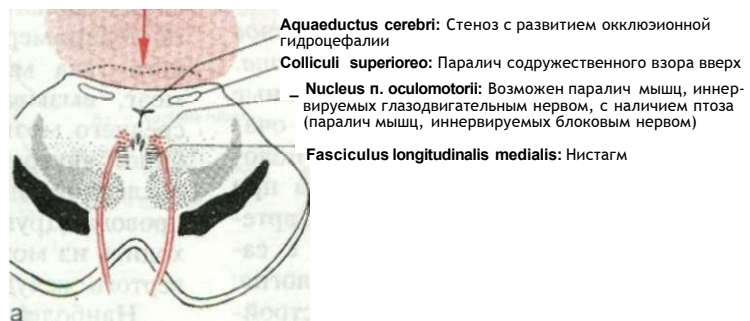 Aquaeductus cerebri: Стеноз с развитием окклюэионной
гидроцефалии
Colliculi superioreo: Паралич содружественного взора вверх
_ Nucleus п. oculomotorii: Возможен паралич мышц, иннер-
вируемых глазодвигательным нервом, с наличием птоза
(паралич мышц, иннервируемых блоковым нервом)
Fasciculus longitudinalis medialis: Нистагм
а